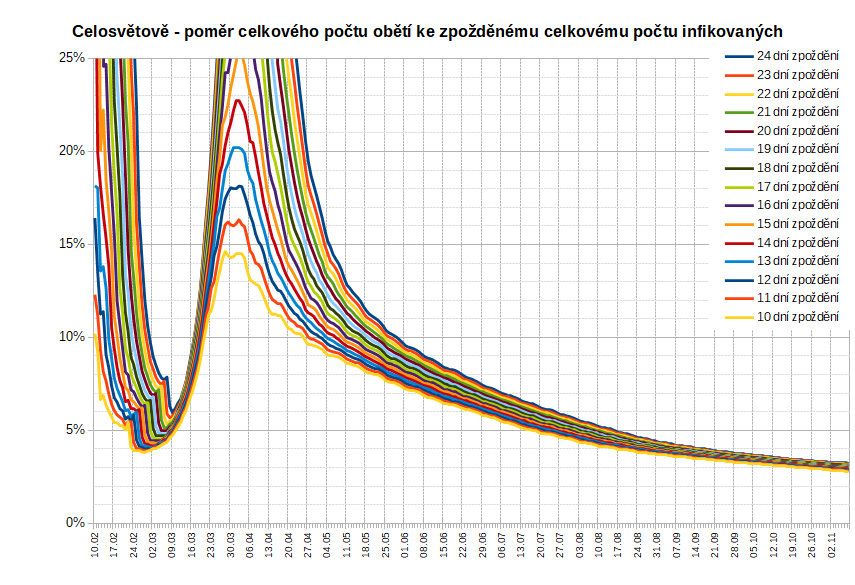 Celosvětově - poměr celkového počtu obětí ke zpožděnému celkovému počtu infikovaných
25%
20%
15%
10%
5%
0%
24 dní zpoždění
23 dní zpoždění
22 dní zpoždění
21 dní zpoždění
20 dní zpoždění
19 dní zpoždění
18 dní zpoždění
17 dní zpoždění
16 dní zpoždění
15 dní zpoždění
14 dní zpoždění
13 dní zpoždění
12 dní zpoždění
11 dní zpoždění
10 dní zpoždění
10.02
17.02
24.02
02.03
09.03
16.03
23.03
30.03
06.04
13.04
20.04
27.04
04.05
11.05
18.05
25.05
01.06
08.06
15.06
22.06
29.06
06.07
13.07
20.07
27.07
03.08
10.08
17.08
24.08
31.08
07.09
14.09
21.09
28.09
05.10
12.10
19.10
26.10
02.11